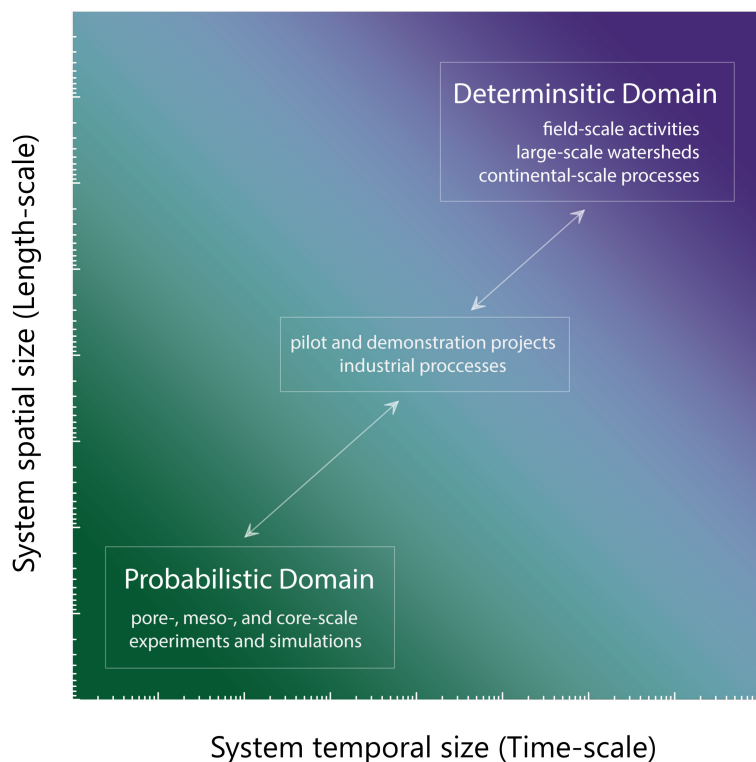 System spatial size (Length-scale)
Determinsitic Domain
field-scale activities
large-scale watersheds
continental-scale processes
pilot and demonstration projects
industrial proccesses
Probabilistic Domain
pore-, meso-, and core-scale
experiments and simulations
System temporal size (Time-scale)